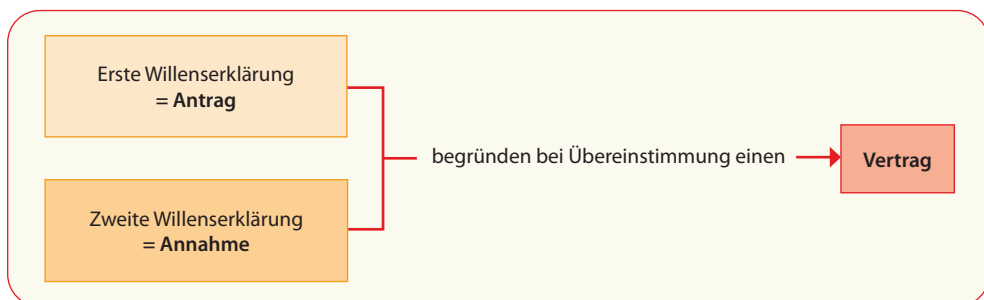 Erste Willenserklärung
= Antrag
begründen bei Übereinstimmung einen
Vertrag
Zweite Willenserklärung
= Annahme